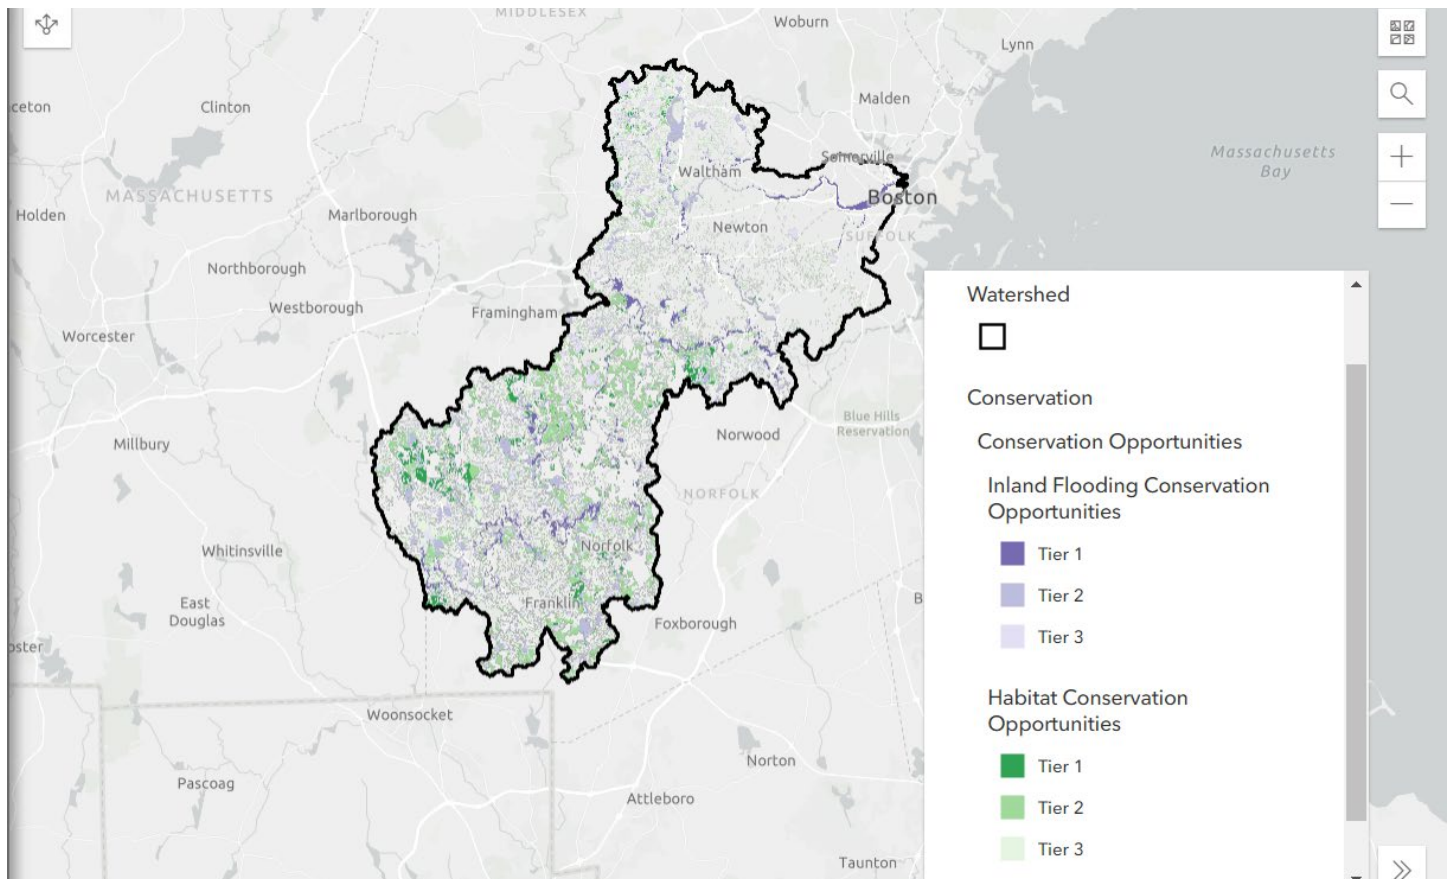 MIDDLESEX
Woburn
Lynn
ceton
Clinton
Malden
Somerville
Massachusetts
Bay
Waltham
MASSACHUSETTS
Boston
Holden
Marlborough
Newton
SUFFOLK
Northborough
Westborough
Framingham
Worcester
Blue Hills
Reservation
Millbury
Norwood
NORFOLK
Whitinsville
Norfolk
East
Douglas
Franklin
B
Foxborough
oster
Woonsocket
Norton
Pascoag
Attleboro
Taunton
Watershed
Conservation
Conservation Opportunities
Inland Flooding Conservation
Opportunities
Tier 1
Tier 2
Tier 3
Habitat Conservation
Opportunities
Tier 1
Tier 2
Tier 3